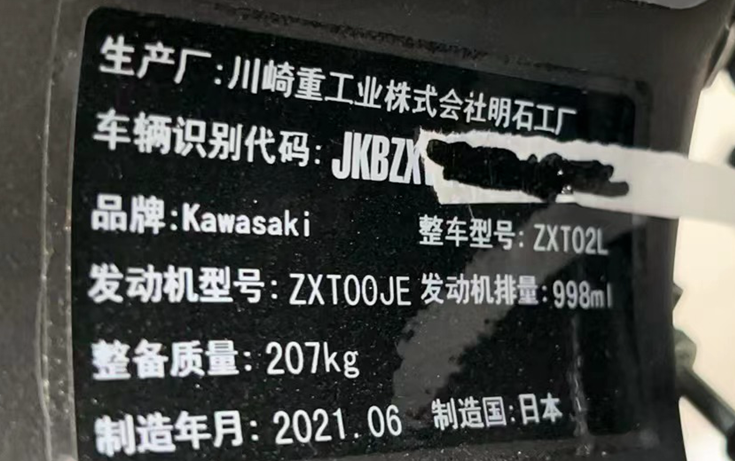 生产厂:川崎重工业株式会社明石工厂
车辆识别代码:JKBZX
品牌:Kawasaki 整车型号:ZXT02L
发动机型号:ZXT00JE 发动机排量:998ml
整备质量:207kg
制造年月:2021.06 制造国:日本